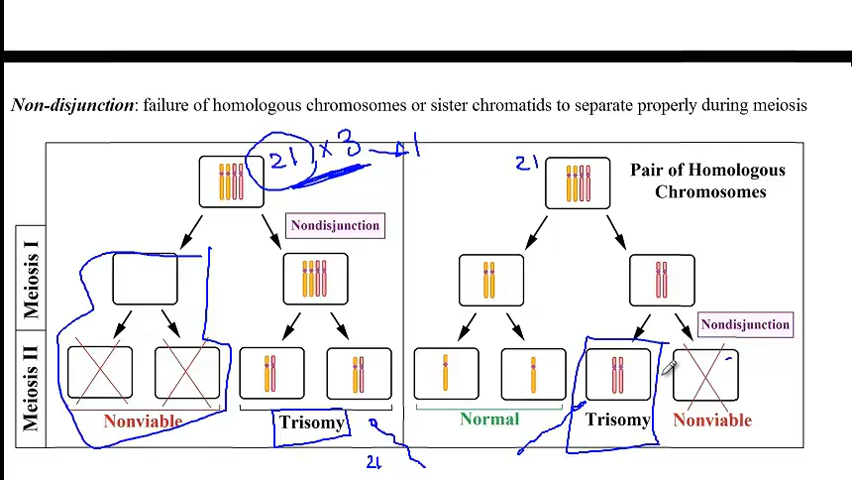 Non-disjunction: failure of homologous chromosomes or sister chromatids to separate properly during meiosis
21 x 3
21
Pair of Homologous
Chromosomes
Nondisjunction
Meiosis I
Nondisjunction
Meiosis II
Nonviable
Trisomy
Normal
Trisomy
Nonviable
21